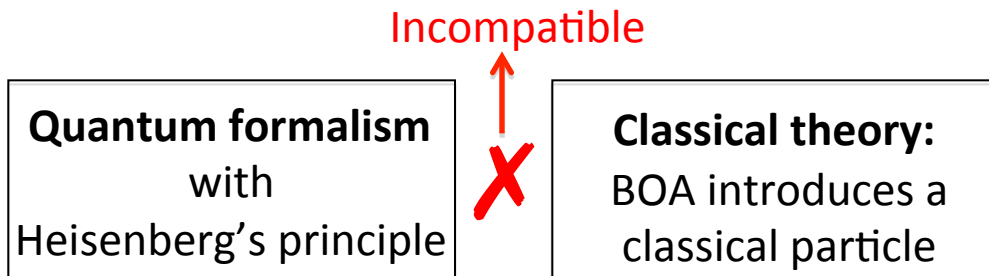 Incompatible
Quantum formalism
with
Heisenberg’s principle
Classical theory:
BOA introduces a
classical particle